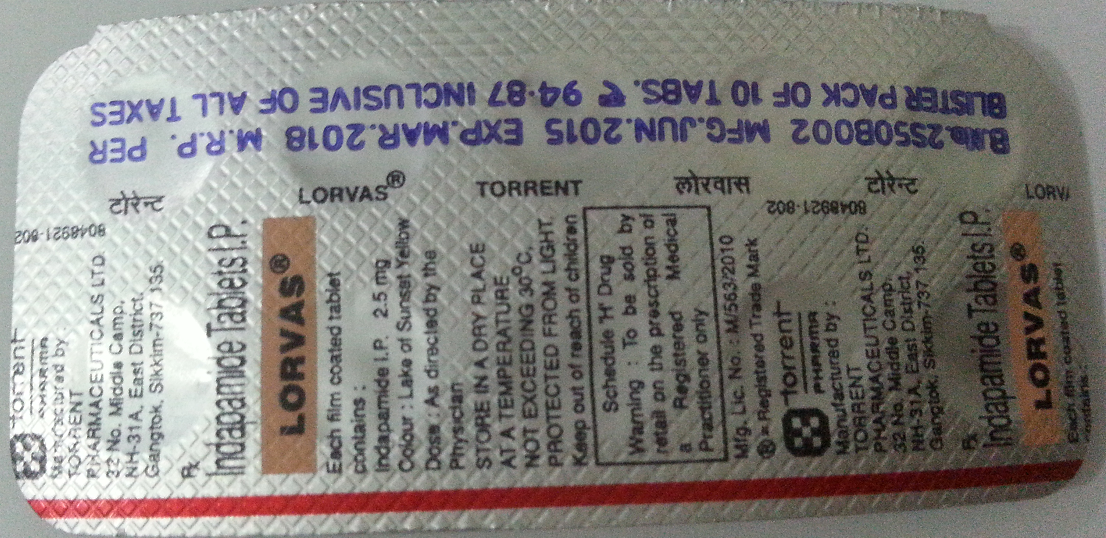 B.No.2S508002 MFG.JUN.2015 EXP.MAR.2018 M.R.P. PER
BLISTER PACK OF 10 TABS. ₹ 94.87 INCLUSIVE OF ALL TAXES
टोरेन्ट LORVAS® TORRENT लोरवास टोरेन्ट LORVA
8048921-802
torrent
PHARMA
Manufactured by :
TORRENT
PHARMACEUTICALS LTD.
32 No. Middle Camp,
NH-31A, East District,
Gangtok, Sikkim-737 135.
Rx
Indapamide Tablets I.P.
LORVAS®
Each film coated tablet
contains :
Indapamide I.P. 2.5 mg
Colour : Lake of Sunset Yellow
Dose : As directed by the
Physician
STORE IN A DRY PLACE
AT A TEMPERATURE
NOT EXCEEDING 30°C,
PROTECTED FROM LIGHT.
Keep out of reach of children
Schedule 'H' Drug
Warning : To be sold by
retail on the prescription of
a Registered Medical
Practitioner only
Mfg. Lic. No. : M/563/2010
® = Registered Trade Mark
8048921-802
torrent
PHARMA
Manufactured by :
TORRENT
PHARMACEUTICALS LTD.
32 No. Middle Camp,
NH-31A, East District,
Gangtok, Sikkim-737 135.
Rx
Indapamide Tablets I.P.
LORVAS®
Each film coated tablet
contains :